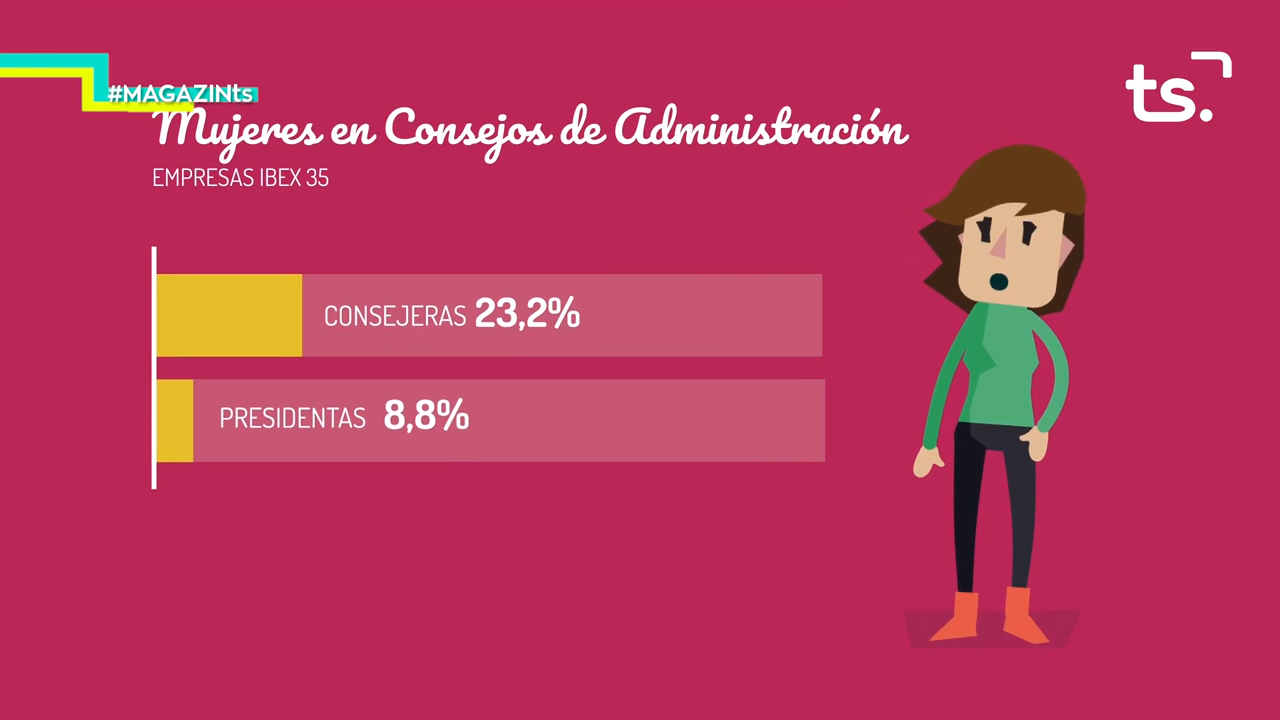 #MAGAZINts
ts.
Mujeres en Consejos de Administración
EMPRESAS IBEX 35
CONSEJERAS 23,2%
PRESIDENTAS 8,8%